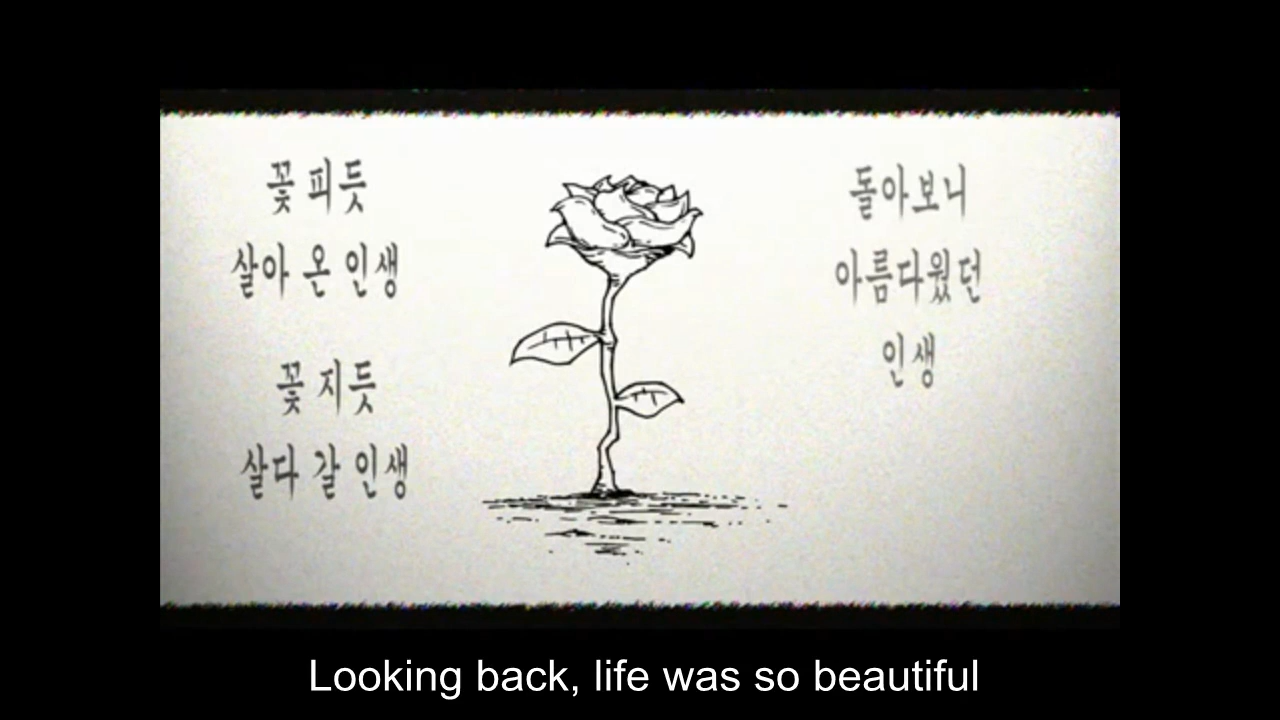 꽃 피듯
살아 온 인생
꽃 지듯
살다 갈 인생
돌아보니
아름다웠던
인생
Looking back, life was so beautiful